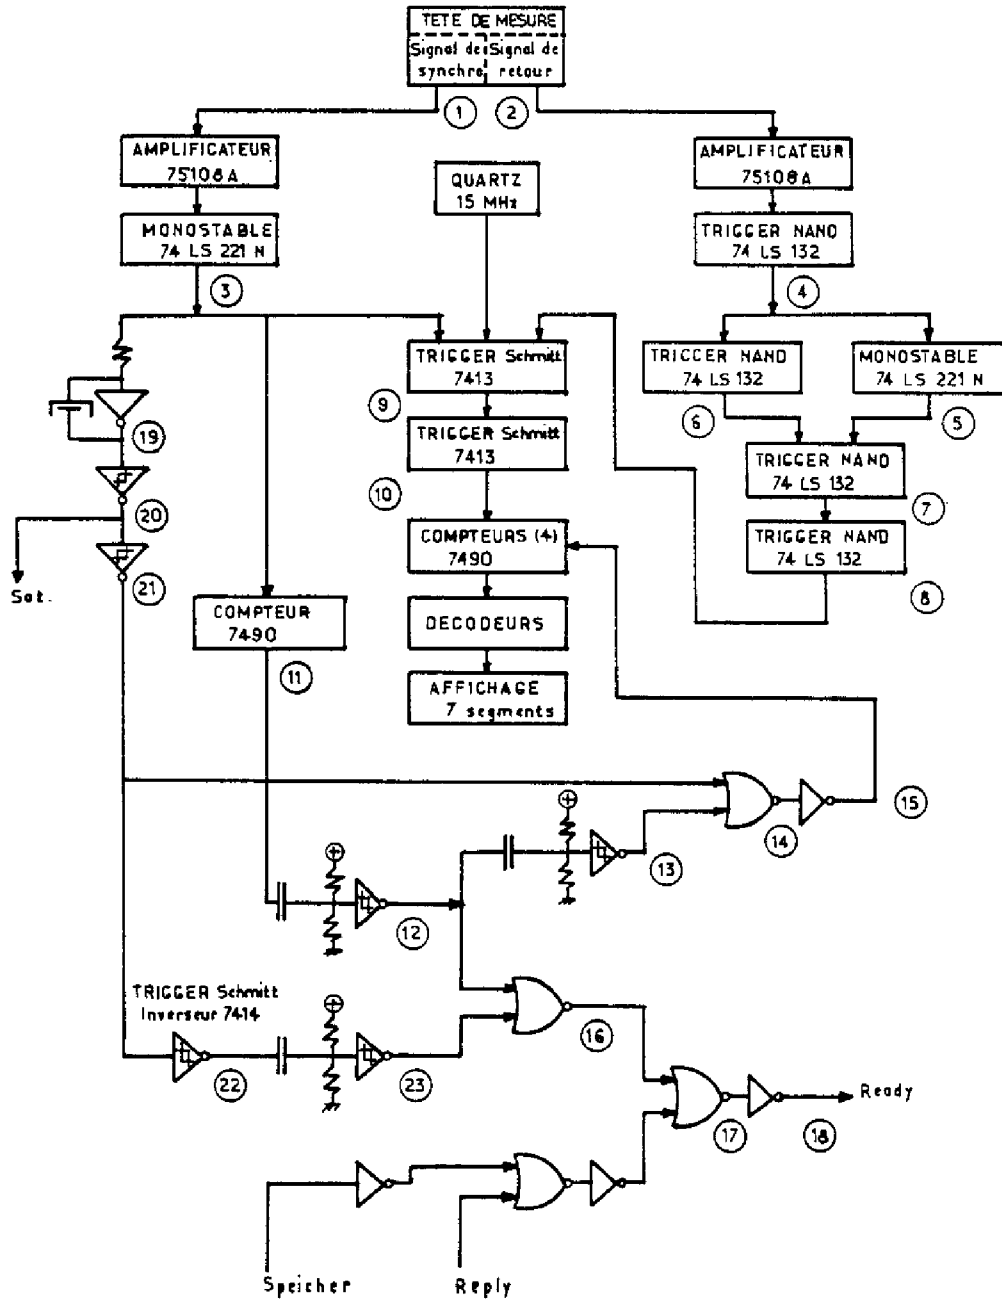 TETE DE MESURE
Signal de synchro
Signal de retour
1
2
AMPLIFICATEUR
75108A
QUARTZ
15 MHz
AMPLIFICATEUR
75108A
MONOSTABLE
74 LS 221 N
TRIGGER NAND
74 LS 132
3
4
TRIGGER Schmitt
7413
TRIGGER NAND
74 LS 132
MONOSTABLE
74 LS 221 N
9
6
5
19
TRIGGER Schmitt
7413
TRIGGER NAND
74 LS 132
10
7
20
COMPTEURS (4)
7490
TRIGGER NAND
74 LS 132
Sat.
21
8
COMPTEUR
7490
DECODEURS
11
AFFICHAGE
7 segments
+
15
14
13
+
12
TRIGGER Schmitt
Inverseur 7414
+
16
22
23
Ready
17
18
Speicher
Reply